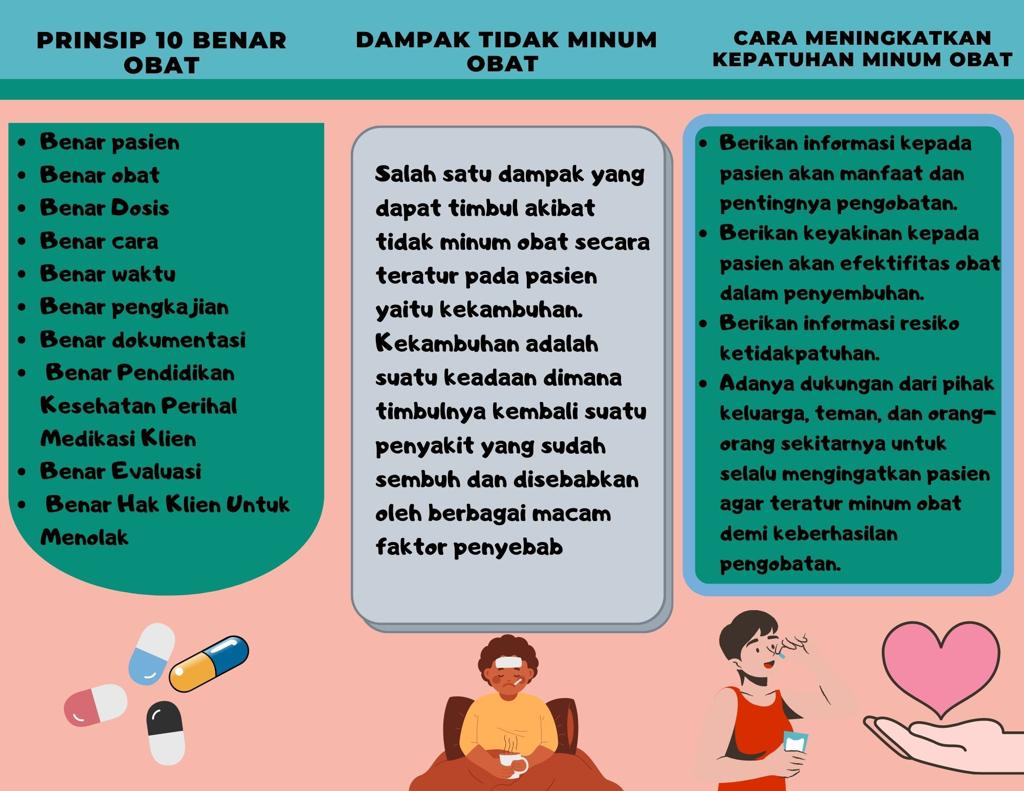 PRINSIP 10 BENAR
OBAT
• Benar pasien
• Benar obat
• Benar Dosis
• Benar cara
• Benar waktu
• Benar pengkajian
• Benar dokumentasi
• Benar Pendidikan
Kesehatan Perihal
Medikasi Klien
• Benar Evaluasi
• Benar Hak Klien Untuk
Menolak
DAMPAK TIDAK MINUM
OBAT
Salah satu dampak yang
dapat timbul akibat
tidak minum obat secara
teratur pada pasien
yaitu kekambuhan.
Kekambuhan adalah
suatu keadaan dimana
timbulnya kembali suatu
penyakit yang sudah
sembuh dan disebabkan
oleh berbagai macam
faktor penyebab
CARA MENINGKATKAN
KEPATUHAN MINUM OBAT
• Berikan informasi kepada
pasien akan manfaat dan
pentingnya pengobatan.
• Berikan keyakinan kepada
pasien akan efektifitas obat
dalam penyembuhan.
• Berikan informasi resiko
ketidakpatuhan.
• Adanya dukungan dari pihak
keluarga, teman, dan orang-
orang sekitarnya untuk
selalu mengingatkan pasien
agar teratur minum obat
demi keberhasilan
pengobatan.